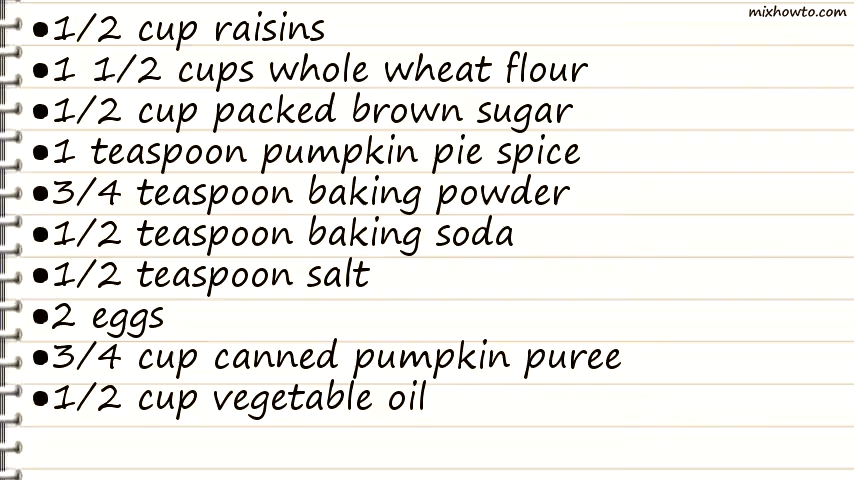 mixhowto.com
•1/2 cup raisins
•1 1/2 cups whole wheat flour
•1/2 cup packed brown sugar
•1 teaspoon pumpkin pie spice
•3/4 teaspoon baking powder
•1/2 teaspoon baking soda
•1/2 teaspoon salt
•2 eggs
•3/4 cup canned pumpkin puree
•1/2 cup vegetable oil